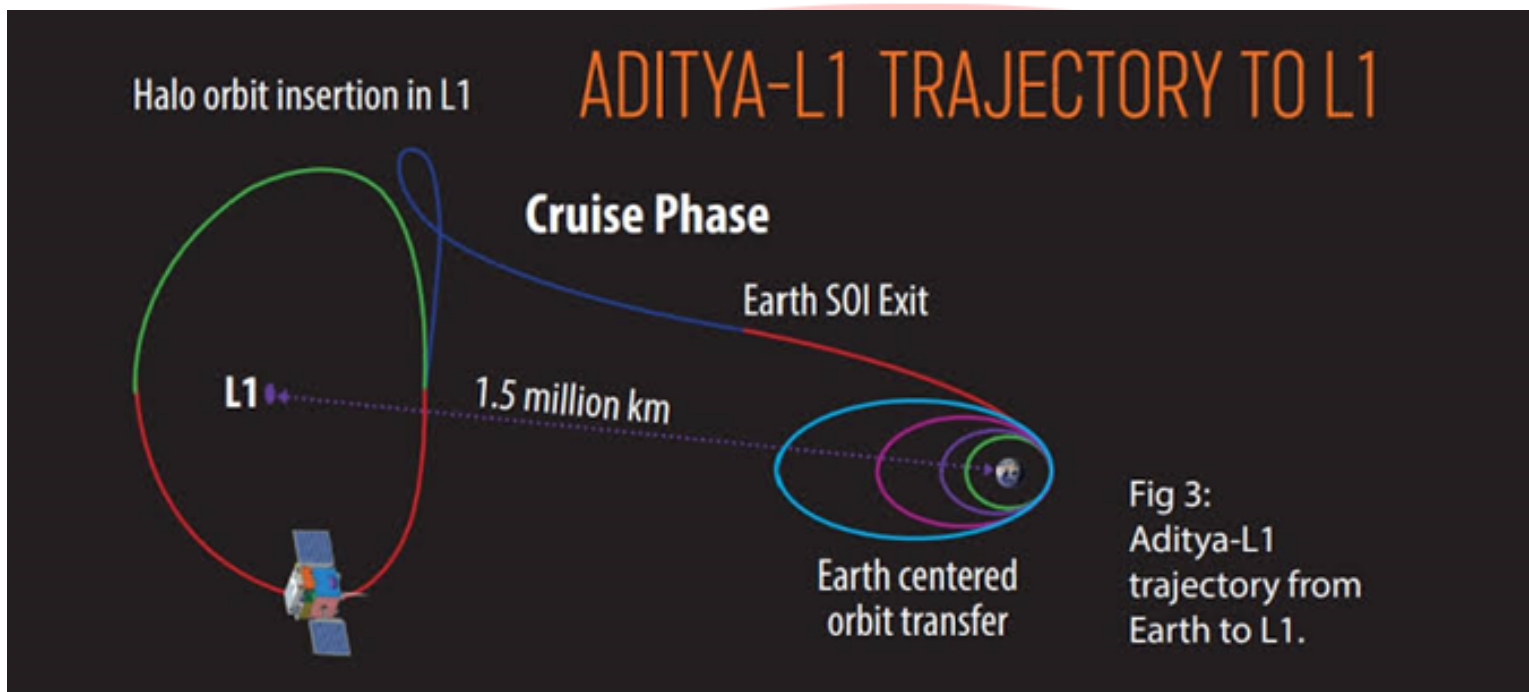 ADITYA-L1 TRAJECTORY TO L1
Halo orbit insertion in L1
Cruise Phase
Earth SOI Exit
L1
1.5 million km
Earth centered
orbit transfer
Fig 3:
Aditya-L1
trajectory from
Earth to L1.